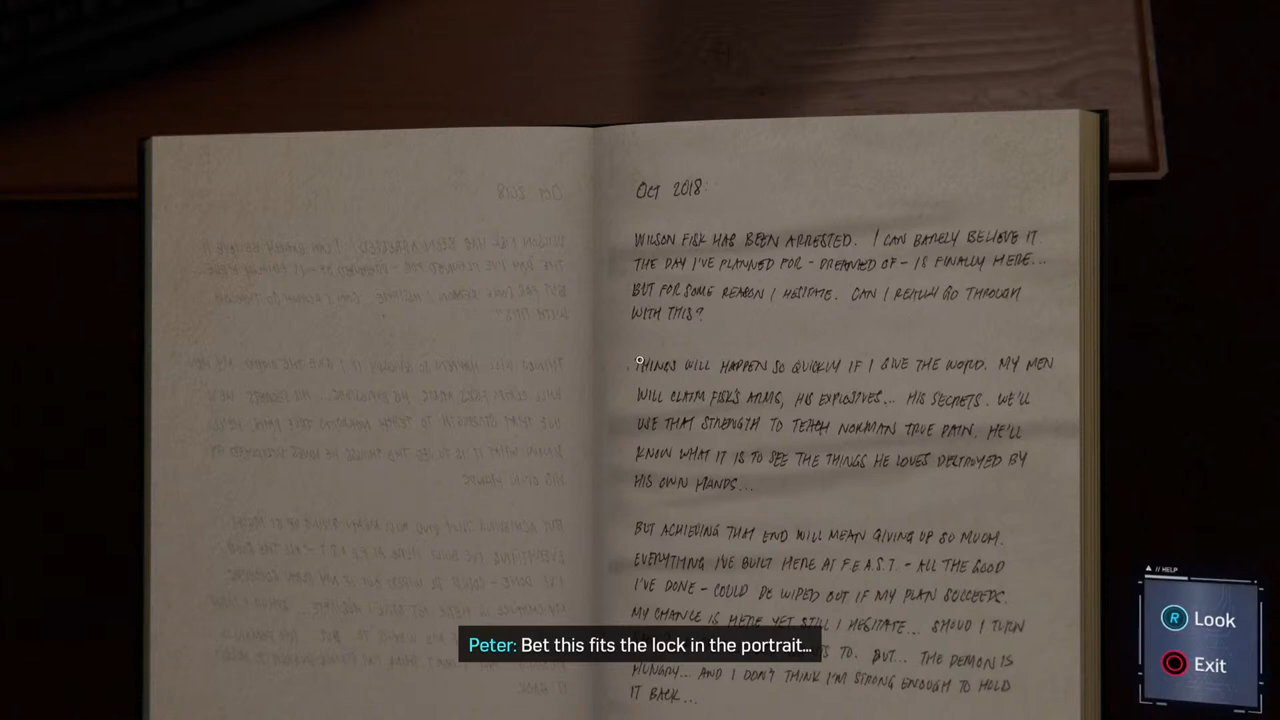 OCT 2018:
WILSON FISK HAS BEEN ARRESTED. I CAN BARELY BELIEVE IT
THE DAY I'VE PLANNED FOR - DREAMED OF - IS FINALLY HERE...
BUT FOR SOME REASON I HESITATE. CAN I REALLY GO THROUGH
WITH THIS?
THINGS WILL HAPPEN SO QUICKLY IF I GIVE THE WORD. MY MEN
WILL CLAIM FISK'S ARMS, HIS EXPLOSIVES... HIS SECRETS. WE'LL
USE THAT STRENGTH TO TEACH NORMAN TRUE PAIN. HE'LL
KNOW WHAT IT IS TO SEE THE THINGS HE LOVES DESTROYED BY
HIS OWN HANDS...
BUT ACHIEVING THAT END WILL MEAN GIVING UP SO MUCH.
EVERYTHING I'VE BUILT HERE AT F.E.A.S.T. - ALL THE GOOD
I'VE DONE - COULD BE WIPED OUT IF MY PLAN SUCCEEDS.
MY CHANCE IS HERE YET STILL I HESITATE... SHOULD I TURN
TO. BUT... THE DEMON IS
HUNGRY... AND I DON'T THINK I'M STRONG ENOUGH TO HOLD
IT BACK...
Peter: Bet this fits the lock in the portrait...
// HELP
R Look
Exit